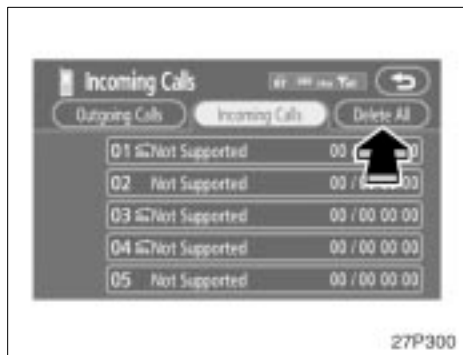 Incoming Calls
Outgoing Calls Incoming Calls Delete All
01 Not Supported 00 / 00
02 Not Supported 00 / 00
03 Not Supported 00 / 00 00 00
04 Not Supported 00 / 00 00 00
05 Not Supported 00 / 00 00 00
27P300